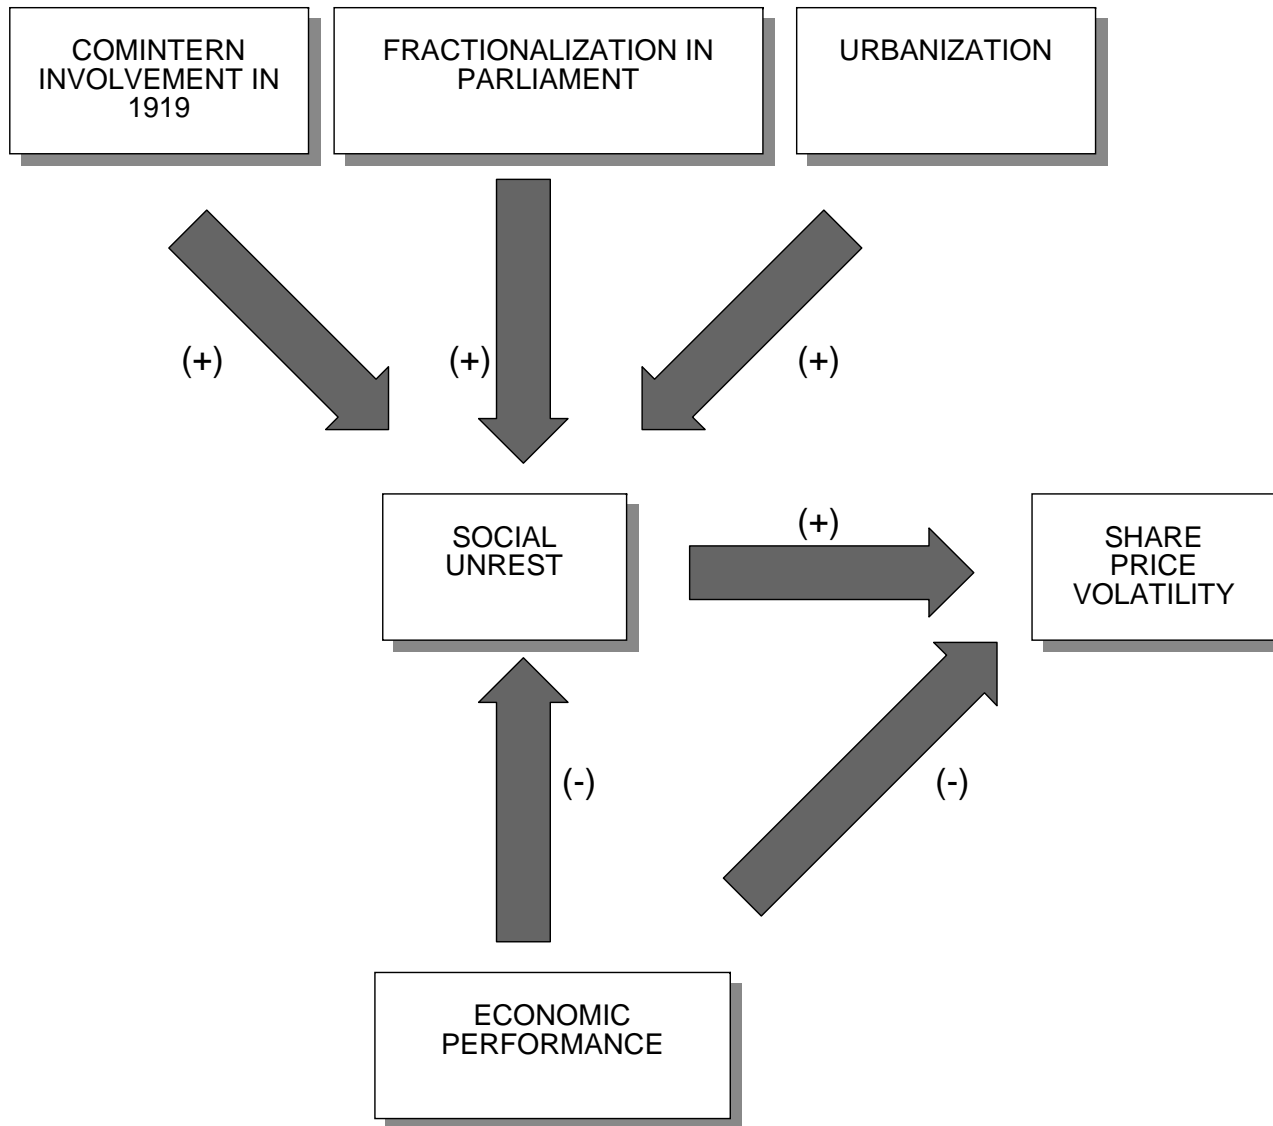 COMINTERN
INVOLVEMENT IN
1919
FRACTIONALIZATION IN
PARLIAMENT
URBANIZATION
(+)
(+)
(+)
SOCIAL
UNREST
(+)
SHARE
PRICE
VOLATILITY
(-)
(-)
ECONOMIC
PERFORMANCE